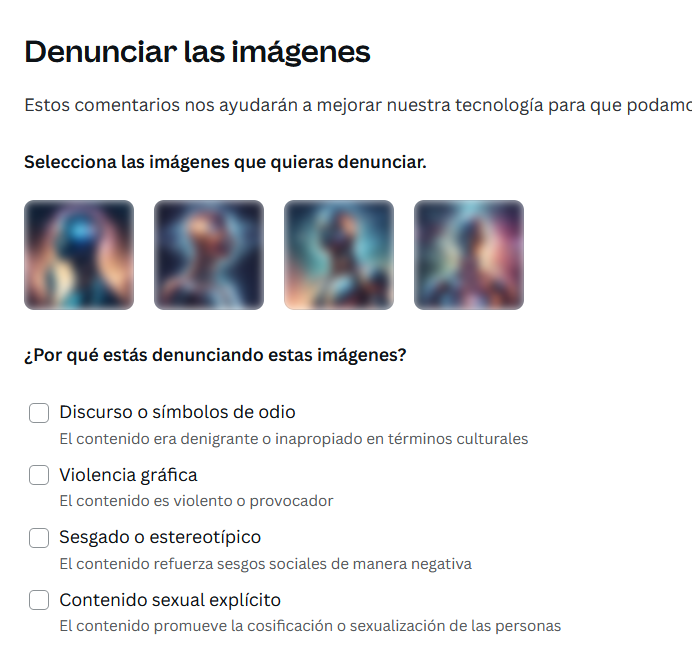 Denunciar las imágenes
Estos comentarios nos ayudarán a mejorar nuestra tecnología para que
Selecciona las imágenes que quieras denunciar.
¿Por qué estás denunciando estas imágenes?
Discurso o símbolos de odio
El contenido era denigrante o inapropiado en términos culturales
Violencia gráfica
El contenido es violento o provocador
Sesgado o estereotípico
El contenido refuerza sesgos sociales de manera negativa
Contenido sexual explícito
El contenido promueve la cosificación o sexualización de las personas